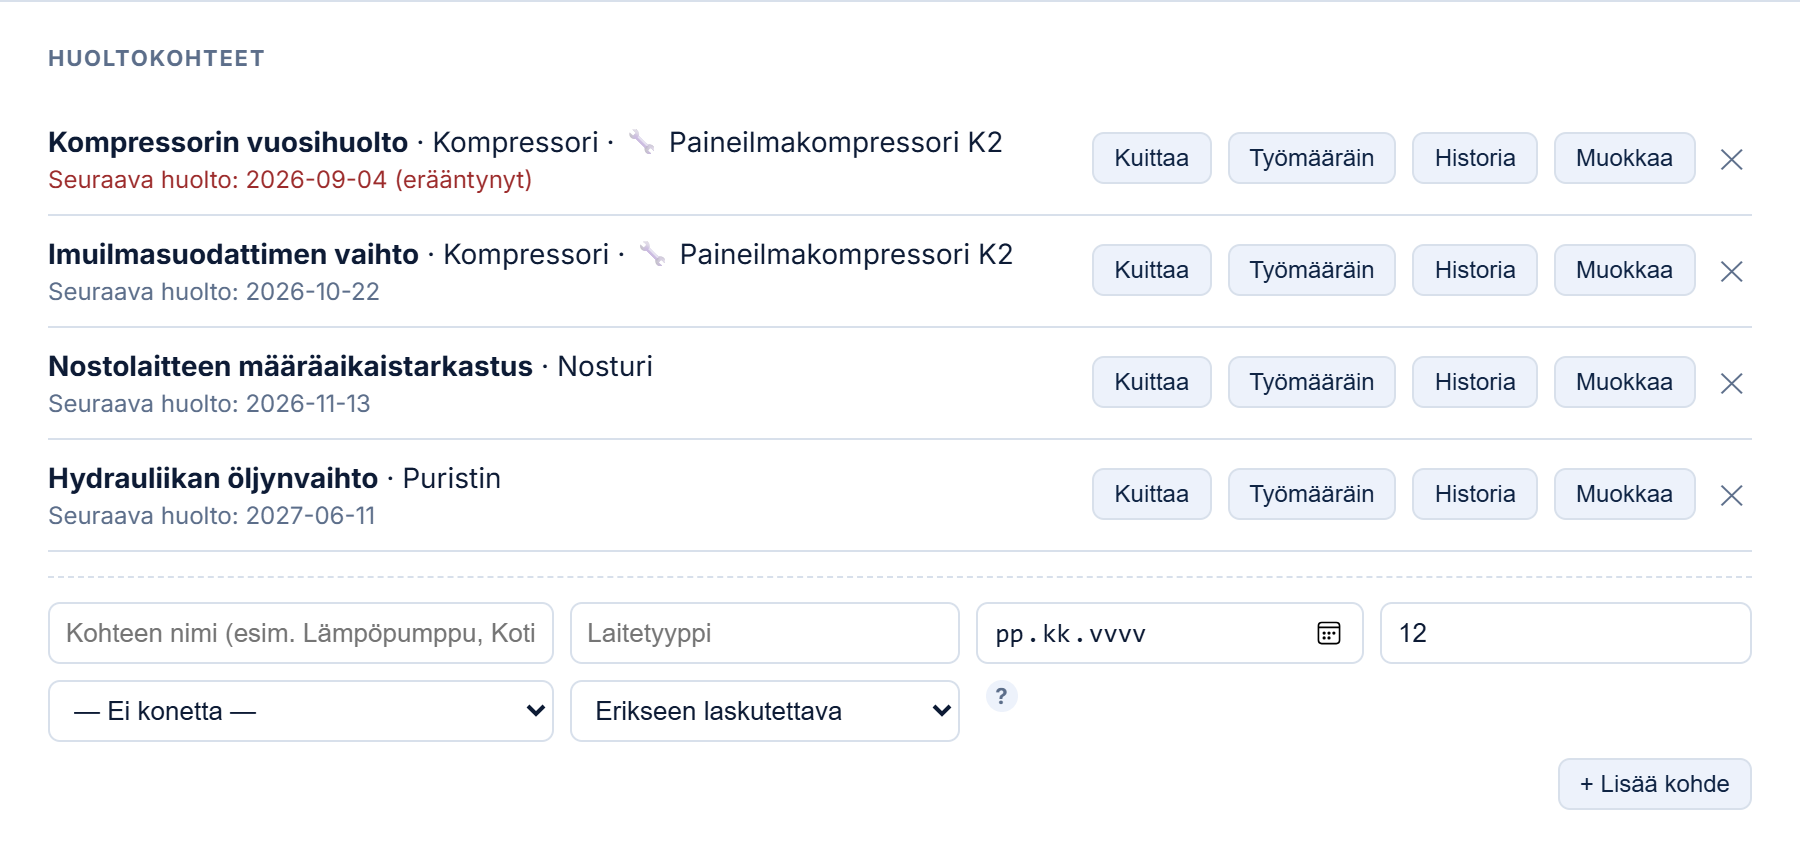 HUOLTOKOHTEET
Kompressorin vuosihuolto · Kompressori · Paineilmakompressori K2
Seuraava huolto: 2026-09-04 (erääntynyt)
Kuittaa Työmääräin Historia Muokkaa
Imuilmasuodattimen vaihto · Kompressori · Paineilmakompressori K2
Seuraava huolto: 2026-10-22
Kuittaa Työmääräin Historia Muokkaa
Nostolaitteen määräaikaistarkastus · Nosturi
Seuraava huolto: 2026-11-13
Kuittaa Työmääräin Historia Muokkaa
Hydrauliikan öljynvaihto · Puristin
Seuraava huolto: 2027-06-11
Kuittaa Työmääräin Historia Muokkaa
Kohteen nimi (esim. Lämpöpumppu, Koti Laitetyyppi pp.kk.vvvv 12
— Ei konetta — Erikseen laskutettava ?
+ Lisää kohde